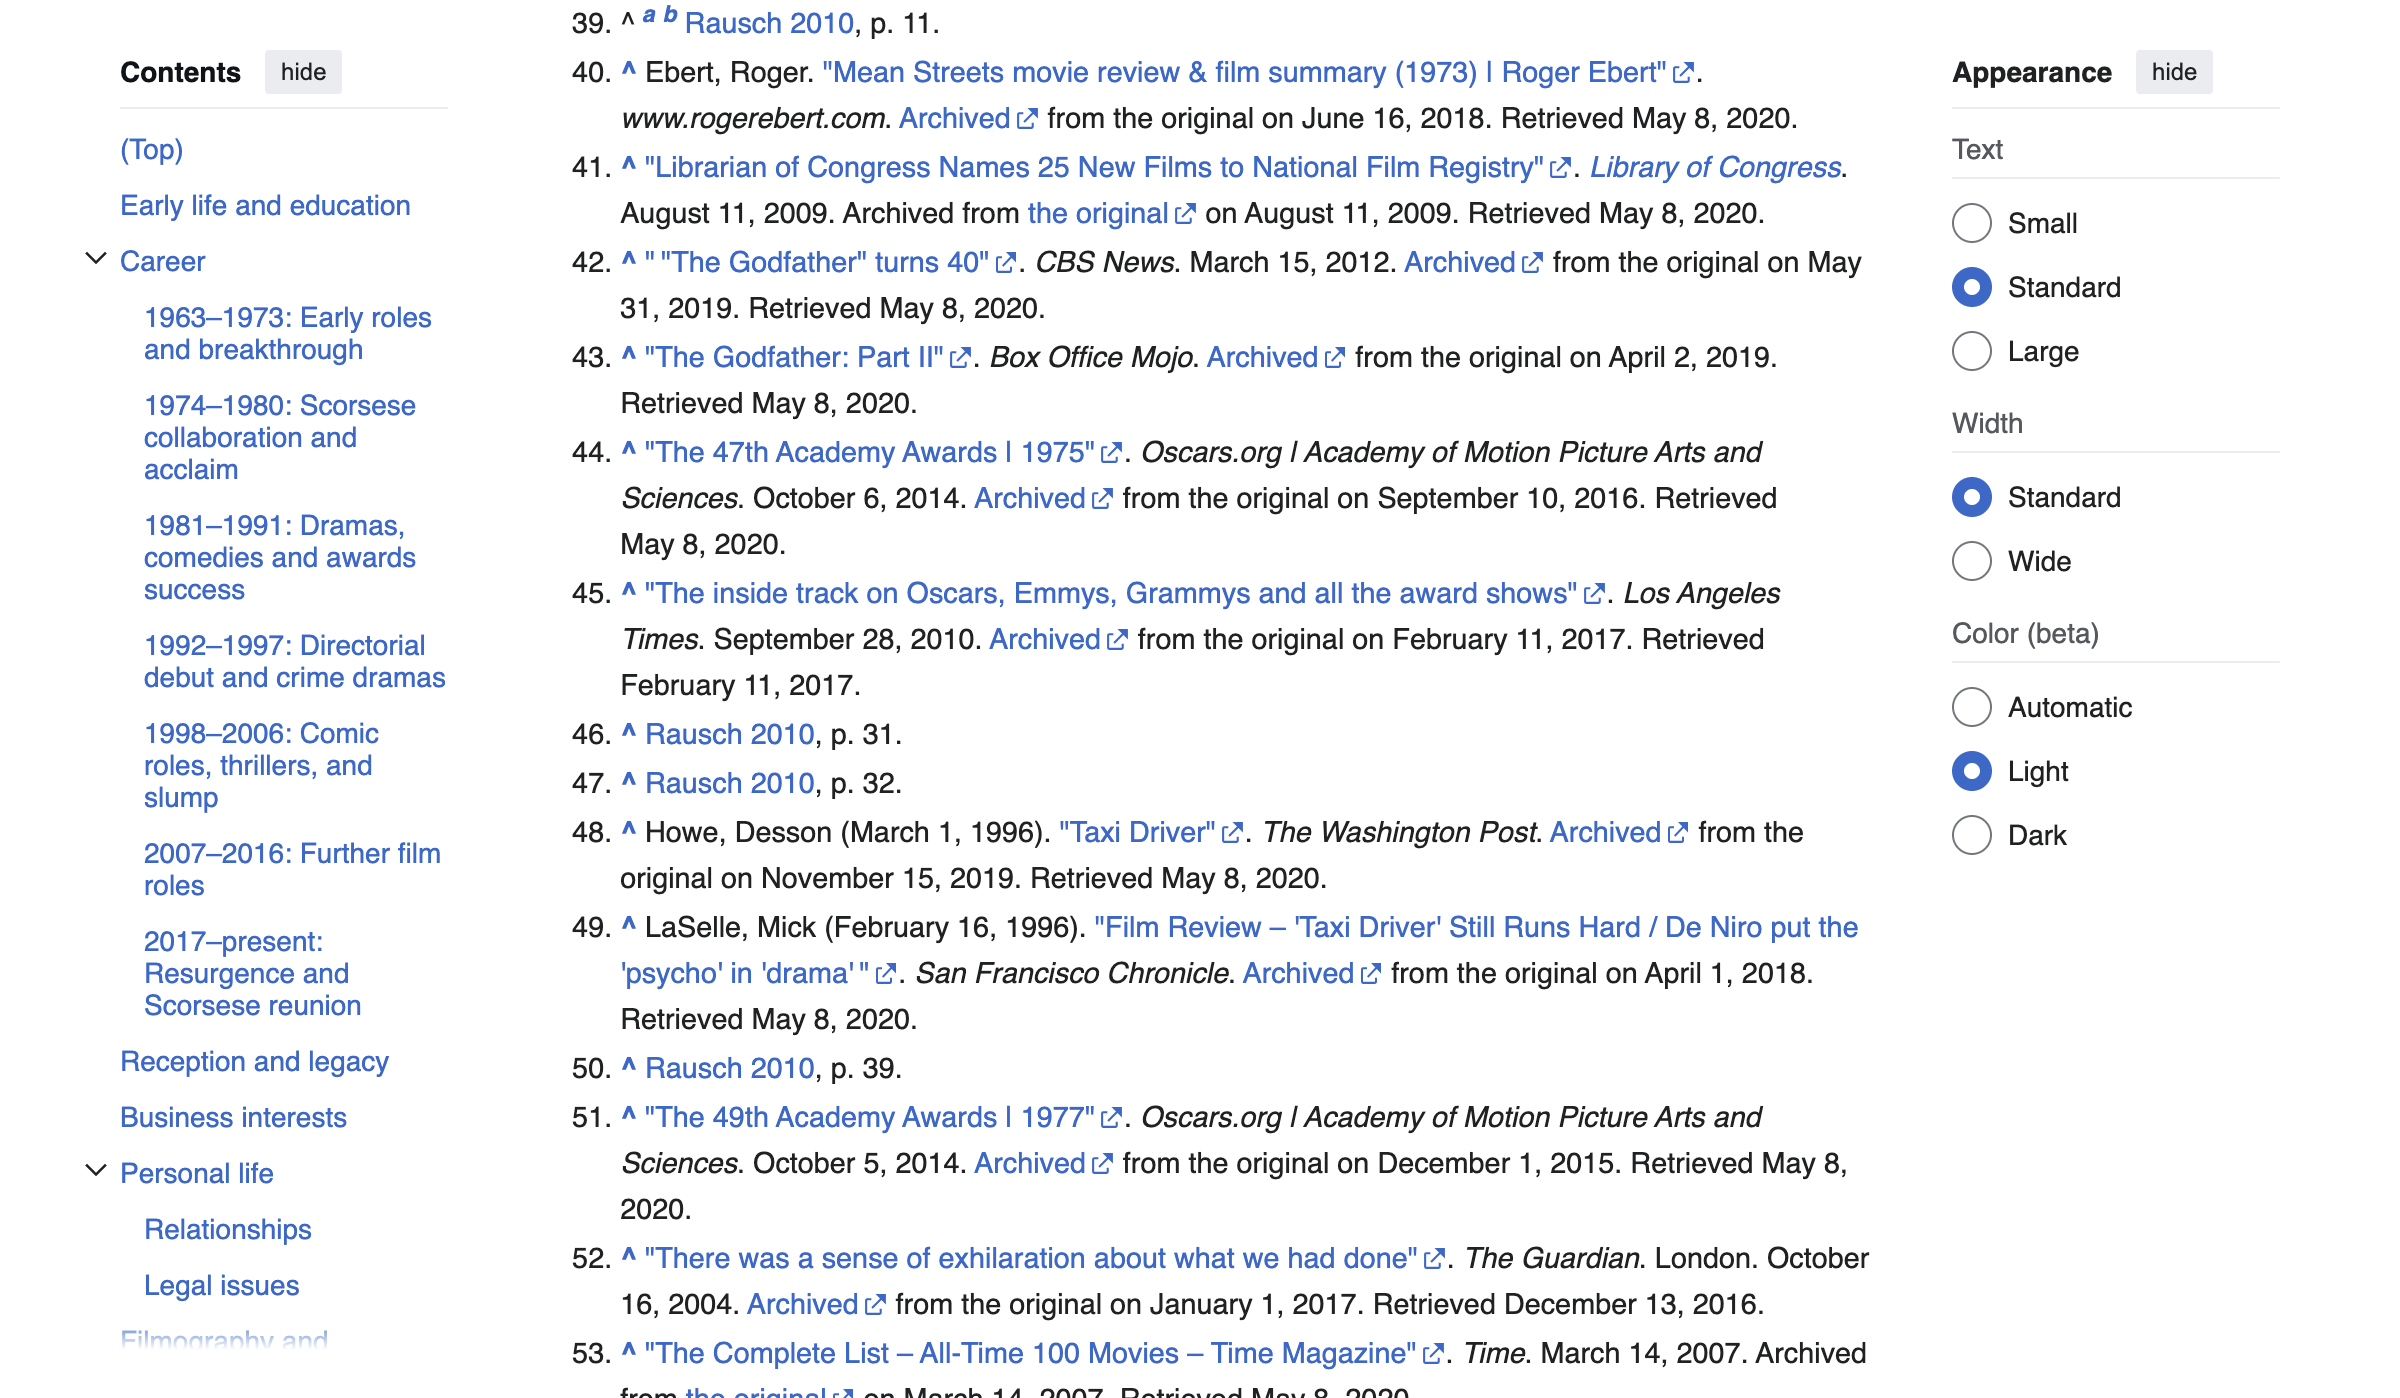 Contents hide
(Top)
Early life and education
Career
1963–1973: Early roles
and breakthrough
1974–1980: Scorsese
collaboration and
acclaim
1981–1991: Dramas,
comedies and awards
success
1992–1997: Directorial
debut and crime dramas
1998–2006: Comic
roles, thrillers, and
slump
2007–2016: Further film
roles
2017–present:
Resurgence and
Scorsese reunion
Reception and legacy
Business interests
Personal life
Relationships
Legal issues
Filmography and
39. ^ a b Rausch 2010, p. 11.
40. ^ Ebert, Roger. "Mean Streets movie review & film summary (1973) | Roger Ebert".
www.rogerebert.com. Archived from the original on June 16, 2018. Retrieved May 8, 2020.
41. ^ "Librarian of Congress Names 25 New Films to National Film Registry". Library of Congress.
August 11, 2009. Archived from the original on August 11, 2009. Retrieved May 8, 2020.
42. ^ " "The Godfather" turns 40". CBS News. March 15, 2012. Archived from the original on May
31, 2019. Retrieved May 8, 2020.
43. ^ "The Godfather: Part II". Box Office Mojo. Archived from the original on April 2, 2019.
Retrieved May 8, 2020.
44. ^ "The 47th Academy Awards | 1975". Oscars.org | Academy of Motion Picture Arts and
Sciences. October 6, 2014. Archived from the original on September 10, 2016. Retrieved
May 8, 2020.
45. ^ "The inside track on Oscars, Emmys, Grammys and all the award shows". Los Angeles
Times. September 28, 2010. Archived from the original on February 11, 2017. Retrieved
February 11, 2017.
46. ^ Rausch 2010, p. 31.
47. ^ Rausch 2010, p. 32.
48. ^ Howe, Desson (March 1, 1996). "Taxi Driver". The Washington Post. Archived from the
original on November 15, 2019. Retrieved May 8, 2020.
49. ^ LaSelle, Mick (February 16, 1996). "Film Review – 'Taxi Driver' Still Runs Hard / De Niro put the
'psycho' in 'drama' ". San Francisco Chronicle. Archived from the original on April 1, 2018.
Retrieved May 8, 2020.
50. ^ Rausch 2010, p. 39.
51. ^ "The 49th Academy Awards | 1977". Oscars.org | Academy of Motion Picture Arts and
Sciences. October 5, 2014. Archived from the original on December 1, 2015. Retrieved May 8,
2020.
52. ^ "There was a sense of exhilaration about what we had done". The Guardian. London. October
16, 2004. Archived from the original on January 1, 2017. Retrieved December 13, 2016.
53. ^ "The Complete List – All-Time 100 Movies – Time Magazine". Time. March 14, 2007. Archived
from the original on March 14, 2007. Retrieved May 8, 2020.
Appearance hide
Text
Small
Standard
Large
Width
Standard
Wide
Color (beta)
Automatic
Light
Dark